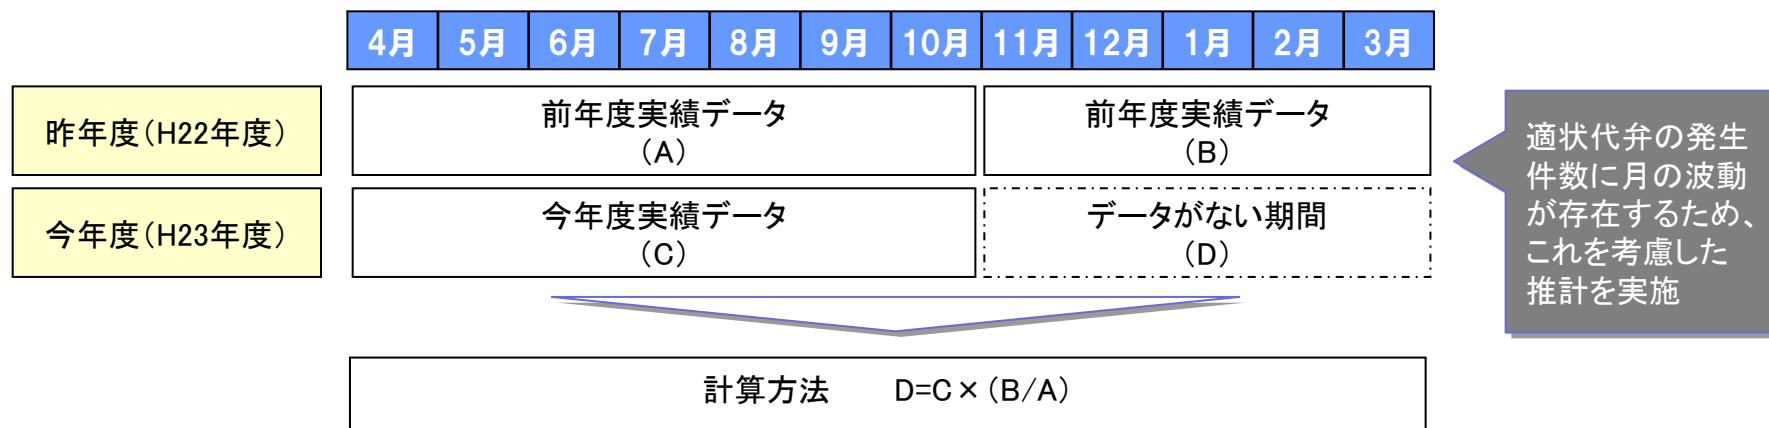 4月 5月 6月 7月 8月 9月 10月 11月 12月 1月 2月 3月
昨年度(H22年度)
前年度実績データ
(A)
前年度実績データ
(B)
今年度(H23年度)
今年度実績データ
(C)
データがない期間
(D)
適状代弁の発生
件数に月の波動
が存在するため、
これを考慮した
推計を実施
計算方法 D=C×(B/A)